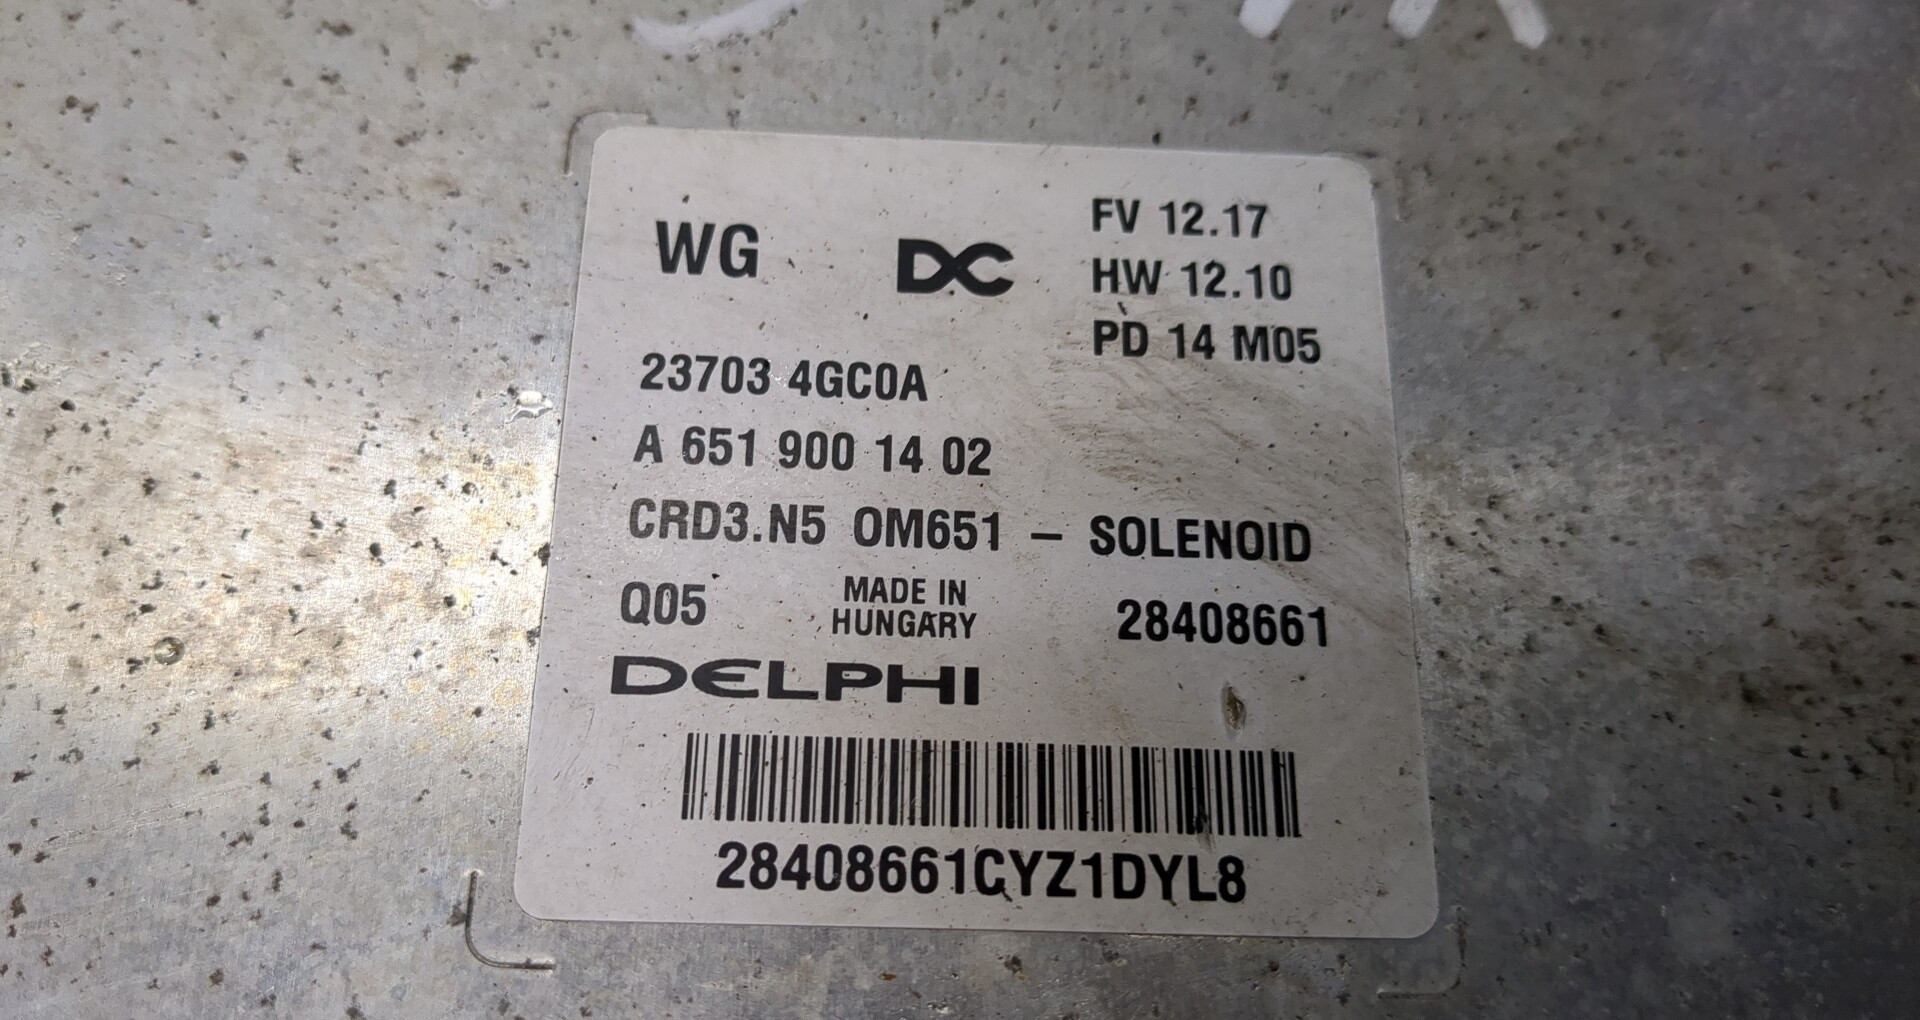 WG DC FV 12.17
HW 12.10
PD 14 M05
23703 4GC0A
A 651 900 14 02
CRD3.N5 OM651 – SOLENOID
Q05 MADE IN HUNGARY 28408661
DELPHI
28408661CYZ1DYL8